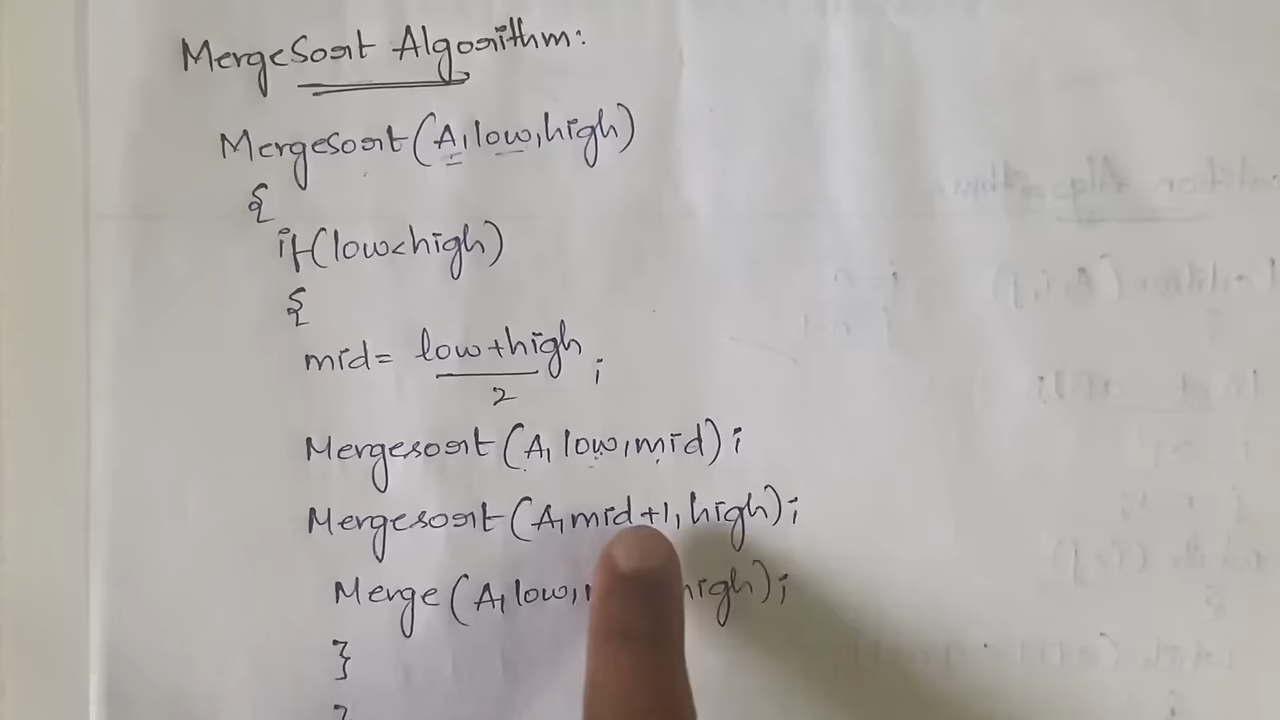 MergeSort Algorithm:
Mergesort(A,low,high)
{
if(low<high)
{
mid= low+high
2 ;
Mergesort(A,low,mid);
Mergesort(A,mid+1,high);
Merge(A,low, high);
}
}